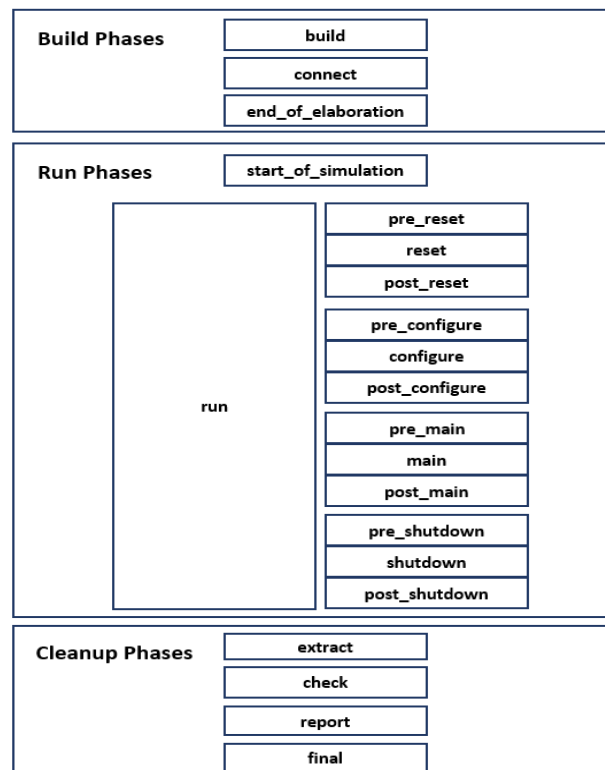 Build Phases
build
connect
end_of_elaboration
Run Phases
start_of_simulation
run
pre_reset
reset
post_reset
pre_configure
configure
post_configure
pre_main
main
post_main
pre_shutdown
shutdown
post_shutdown
Cleanup Phases
extract
check
report
final